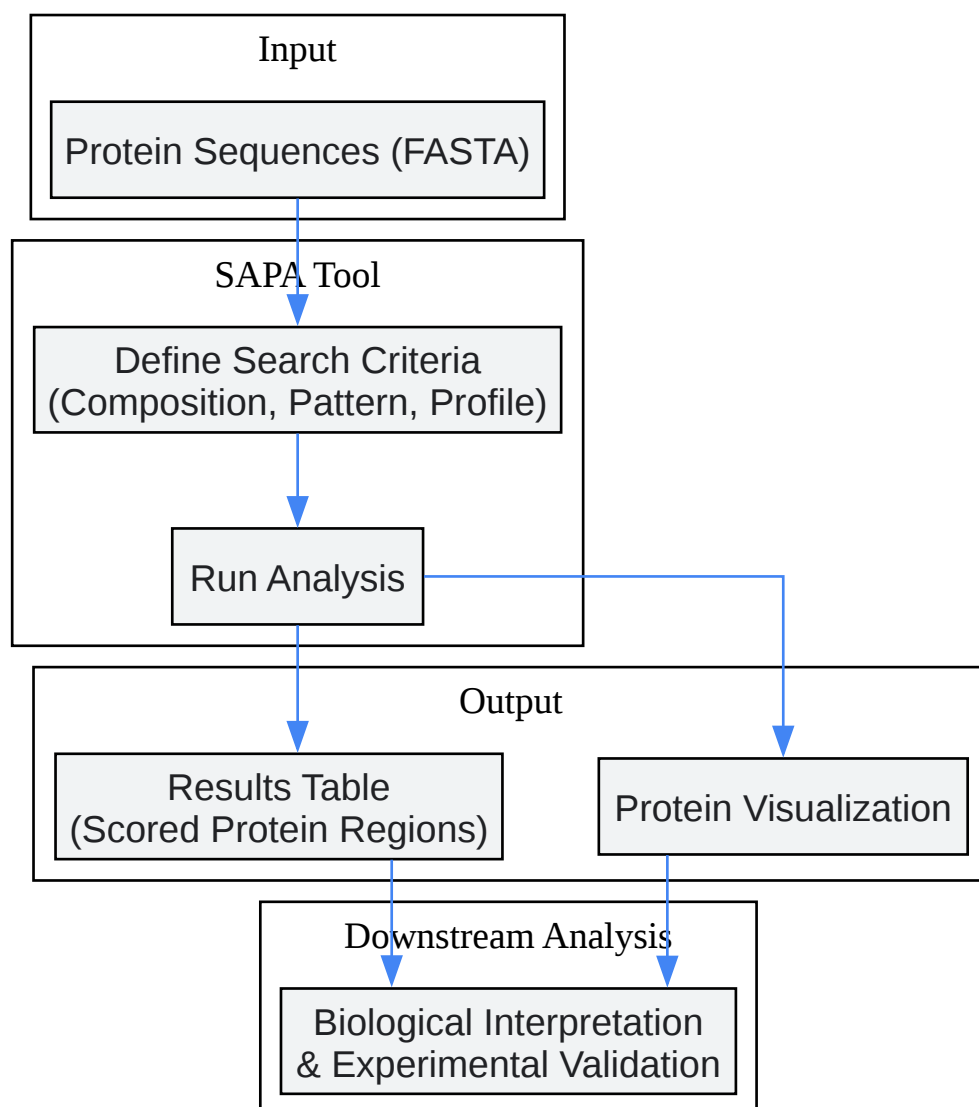 Input
Protein Sequences (FASTA)
SAPA Tool
Define Search Criteria
(Composition, Pattern, Profile)
Run Analysis
Output
Results Table
(Scored Protein Regions)
Protein Visualization
Downstream Analysis
Biological Interpretation
& Experimental Validation